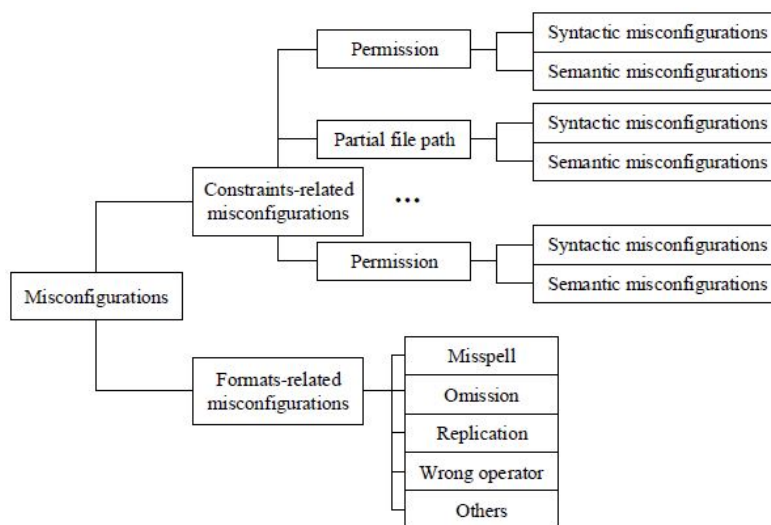 Permission
Syntactic misconfigurations
Semantic misconfigurations
Partial file path
Syntactic misconfigurations
Semantic misconfigurations
Constraints-related
misconfigurations
...
Permission
Syntactic misconfigurations
Semantic misconfigurations
Misconfigurations
Formats-related
misconfigurations
Misspell
Omission
Replication
Wrong operator
Others